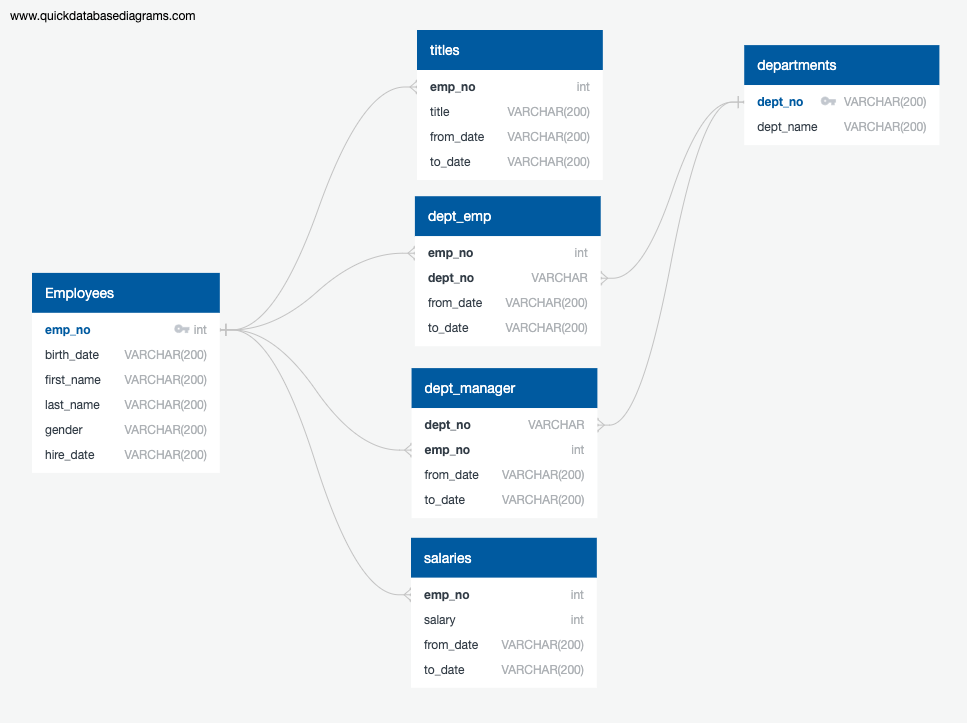 www.quickdatabasediagrams.com
Employees
emp_no int
birth_date VARCHAR(200)
first_name VARCHAR(200)
last_name VARCHAR(200)
gender VARCHAR(200)
hire_date VARCHAR(200)
titles
emp_no int
title VARCHAR(200)
from_date VARCHAR(200)
to_date VARCHAR(200)
dept_emp
emp_no int
dept_no VARCHAR
from_date VARCHAR(200)
to_date VARCHAR(200)
dept_manager
dept_no VARCHAR
emp_no int
from_date VARCHAR(200)
to_date VARCHAR(200)
salaries
emp_no int
salary int
from_date VARCHAR(200)
to_date VARCHAR(200)
departments
dept_no VARCHAR(200)
dept_name VARCHAR(200)